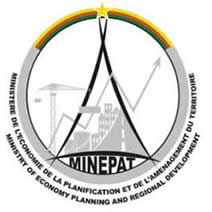 MINISTERE DE L'ECONOMIE DE LA PLANIFICATION ET DE L'AMENAGEMENT DU TERRITOIRE
MINEPAT
MINISTRY OF ECONOMY PLANNING AND REGIONAL DEVELOPMENT